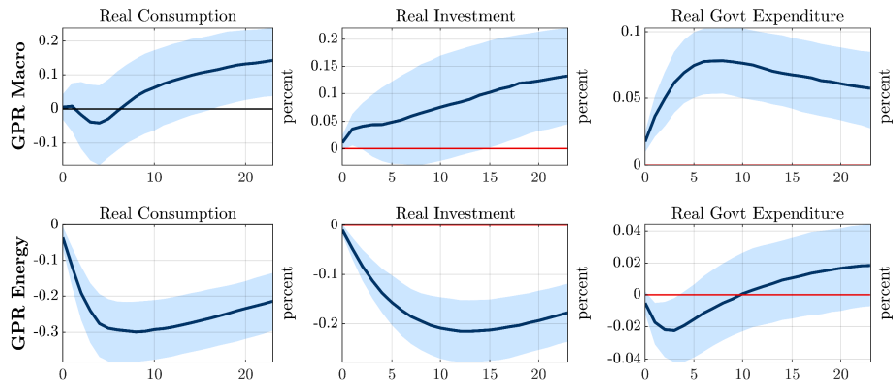 Real Consumption
Real Investment
Real Govt Expenditure
GPR Macro
0.2
0.1
0
-0.1
0 10 20
percent
0.2
0.15
0.1
0.05
0
0 5 10 15 20
percent
0.1
0.05
0
0 5 10 15 20
percent
Real Consumption
Real Investment
Real Govt Expenditure
GPR Energy
0
-0.1
-0.2
-0.3
0 10 20
percent
0
-0.1
-0.2
0 5 10 15 20
percent
0.04
0.02
0
-0.02
-0.04
0 5 10 15 20
percent